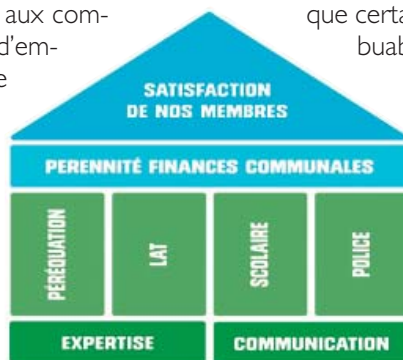 aux com-
d'em-
que certa
buab
SATISFACTION
DE NOS MEMBRES
PERENNITÉ FINANCES COMMUNALES
PÉRÉQUATION
LAT
SCOLAIRE
POLICE
EXPERTISE
COMMUNICATION